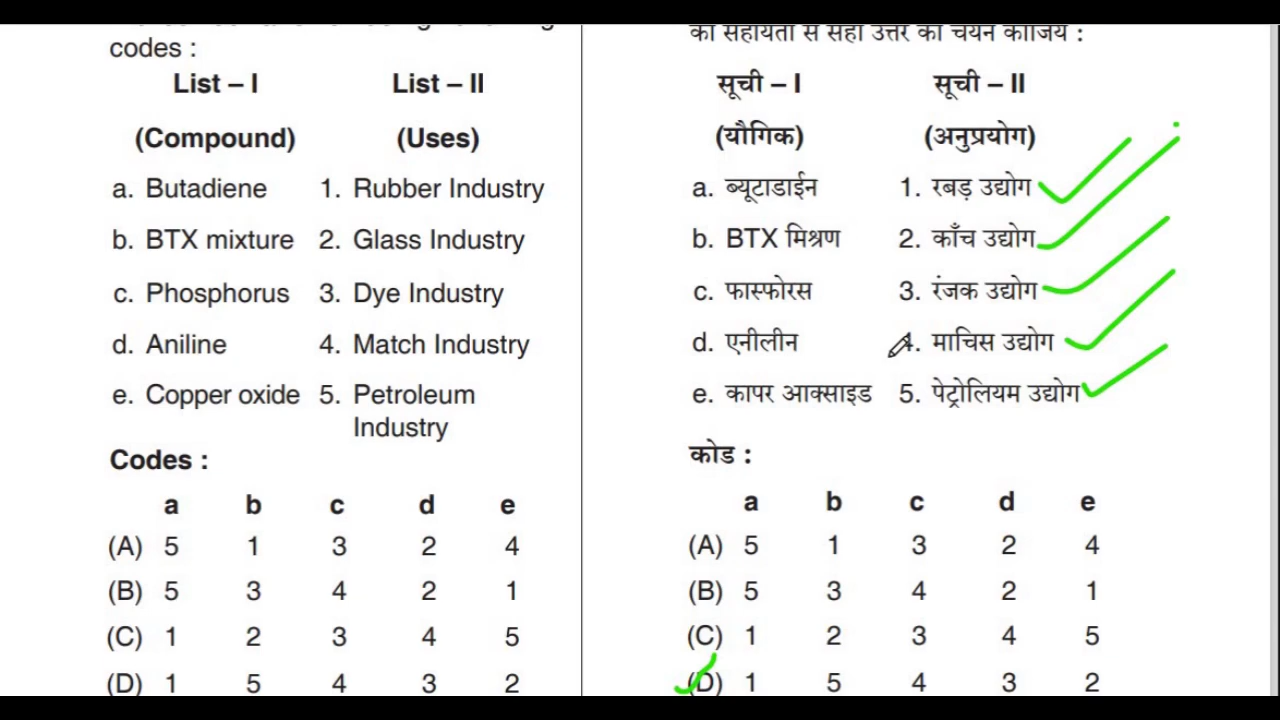 codes :
List – I List – II
(Compound) (Uses)
a. Butadiene 1. Rubber Industry
b. BTX mixture 2. Glass Industry
c. Phosphorus 3. Dye Industry
d. Aniline 4. Match Industry
e. Copper oxide 5. Petroleum
Industry
Codes :
a b c d e
(A) 5 1 3 2 4
(B) 5 3 4 2 1
(C) 1 2 3 4 5
(D) 1 5 4 3 2
की सहायता से सही उत्तर का चयन कीजिये :
सूची – I सूची – II
(यौगिक) (अनुप्रयोग)
a. ब्यूटाडाईन 1. रबड़ उद्योग
b. BTX मिश्रण 2. काँच उद्योग
c. फास्फोरस 3. रंजक उद्योग
d. एनीलीन 4. माचिस उद्योग
e. कापर आक्साइड 5. पेट्रोलियम उद्योग
कोड :
a b c d e
(A) 5 1 3 2 4
(B) 5 3 4 2 1
(C) 1 2 3 4 5
(D) 1 5 4 3 2